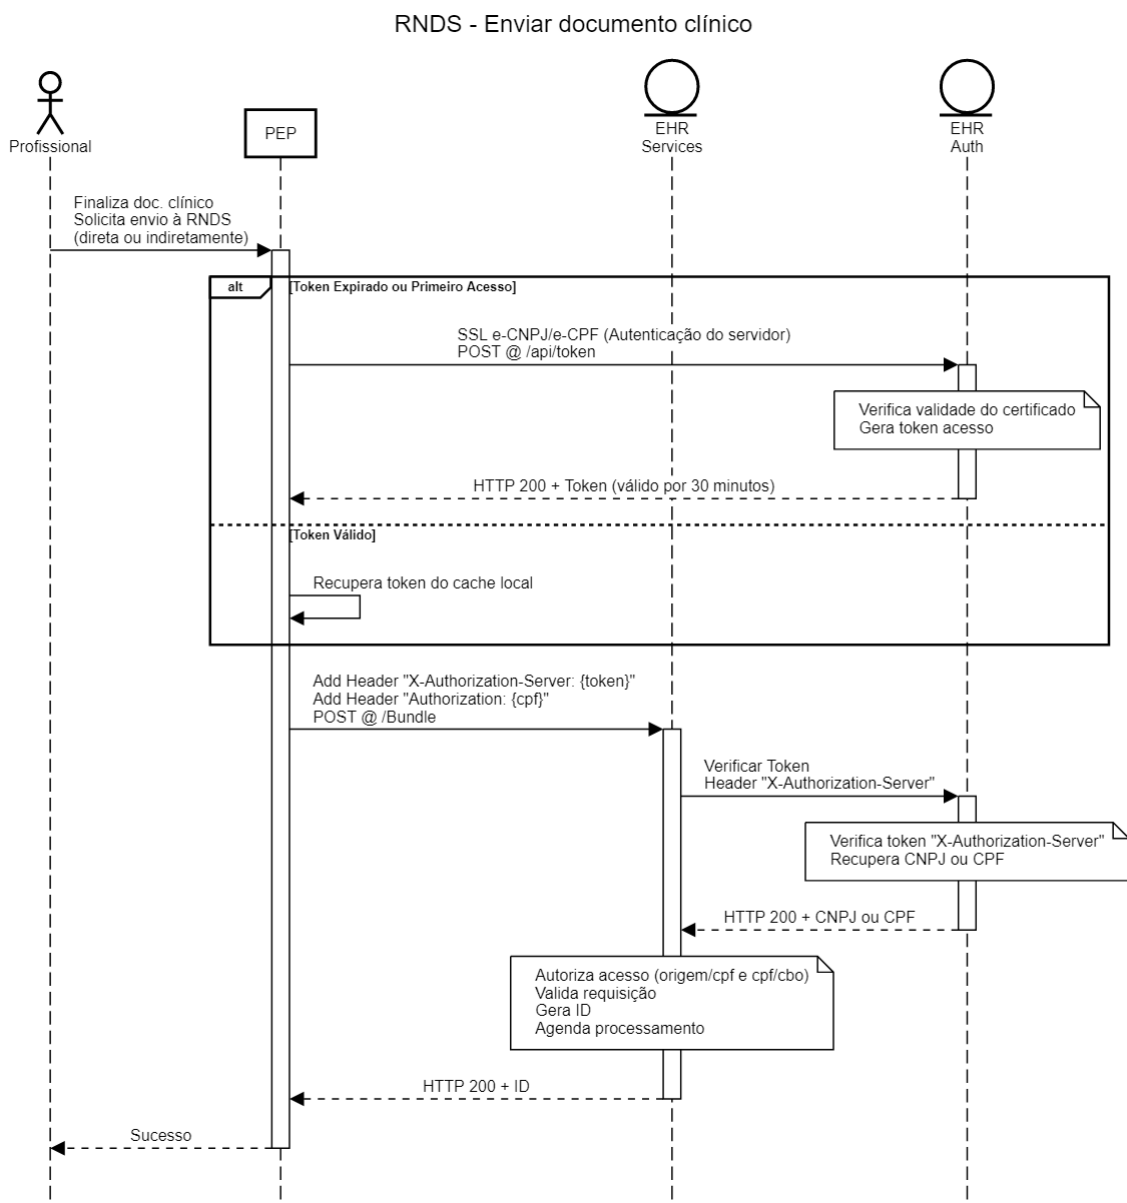 RNDS - Enviar documento clínico
Profissional
PEP
EHR
Services
EHR
Auth
Finaliza doc. clínico
Solicita envio à RNDS
(direta ou indiretamente)
alt
[Token Expirado ou Primeiro Acesso]
SSL e-CNPJ/e-CPF (Autenticação do servidor)
POST @ /api/token
Verifica validade do certificado
Gera token acesso
HTTP 200 + Token (válido por 30 minutos)
[Token Válido]
Recupera token do cache local
Add Header "X-Authorization-Server: {token}"
Add Header "Authorization: {cpf}"
POST @ /Bundle
Verificar Token
Header "X-Authorization-Server"
Verifica token "X-Authorization-Server"
Recupera CNPJ ou CPF
HTTP 200 + CNPJ ou CPF
Autoriza acesso (origem/cpf e cpf/cbo)
Valida requisição
Gera ID
Agenda processamento
HTTP 200 + ID
Sucesso